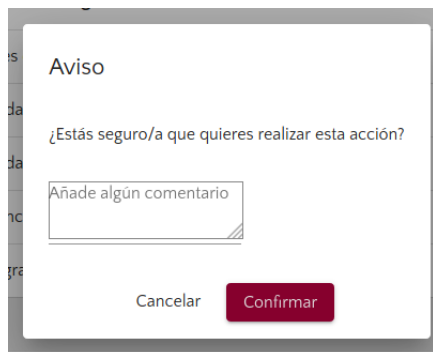 Aviso
¿Estás seguro/a que quieres realizar esta acción?
Añade algún comentario
Cancelar Confirmar